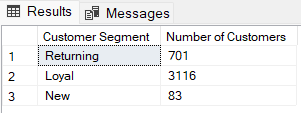 Results Messages
Customer Segment Number of Customers
1 Returning 701
2 Loyal 3116
3 New 83